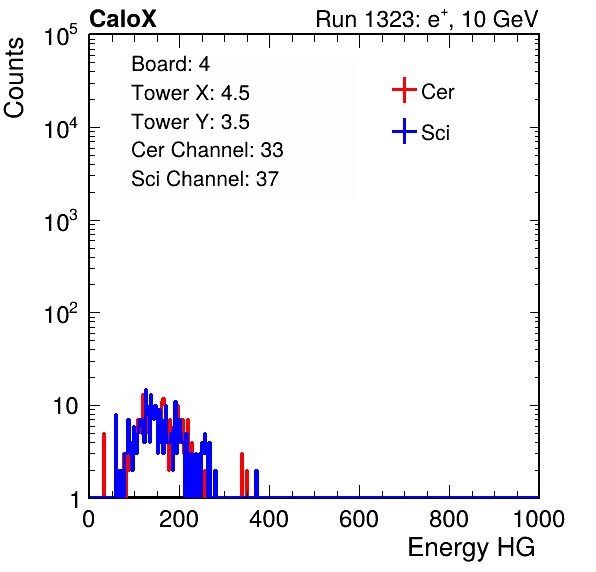 CaloX Run 1323: e⁺, 10 GeV
Counts
10⁵
10⁴
10³
10²
10
1
Board: 4
Tower X: 4.5
Tower Y: 3.5
Cer Channel: 33
Sci Channel: 37
Cer
Sci
0 200 400 600 800 1000
Energy HG